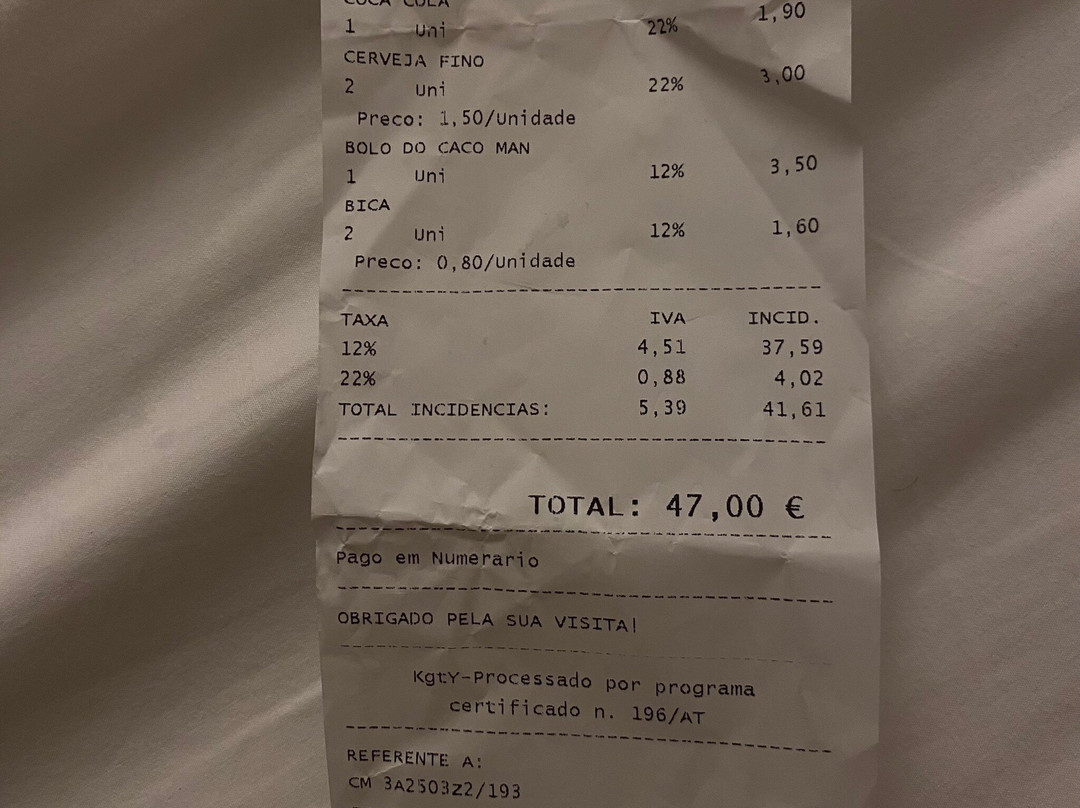 COCA COLA
1 Uni 22% 1,90
CERVEJA FINO
2 Uni 22% 3,00
Preco: 1,50/Unidade
BOLO DO CACO MAN
1 Uni 12% 3,50
BICA
2 Uni 12% 1,60
Preco: 0,80/Unidade
TAXA IVA INCID.
12% 4,51 37,59
22% 0,88 4,02
TOTAL INCIDENCIAS: 5,39 41,61
TOTAL: 47,00 €
Pago em Numerario
OBRIGADO PELA SUA VISITA!
KgtY-Processado por programa
certificado n. 196/AT
REFERENTE A:
CM 3A2503Z2/193